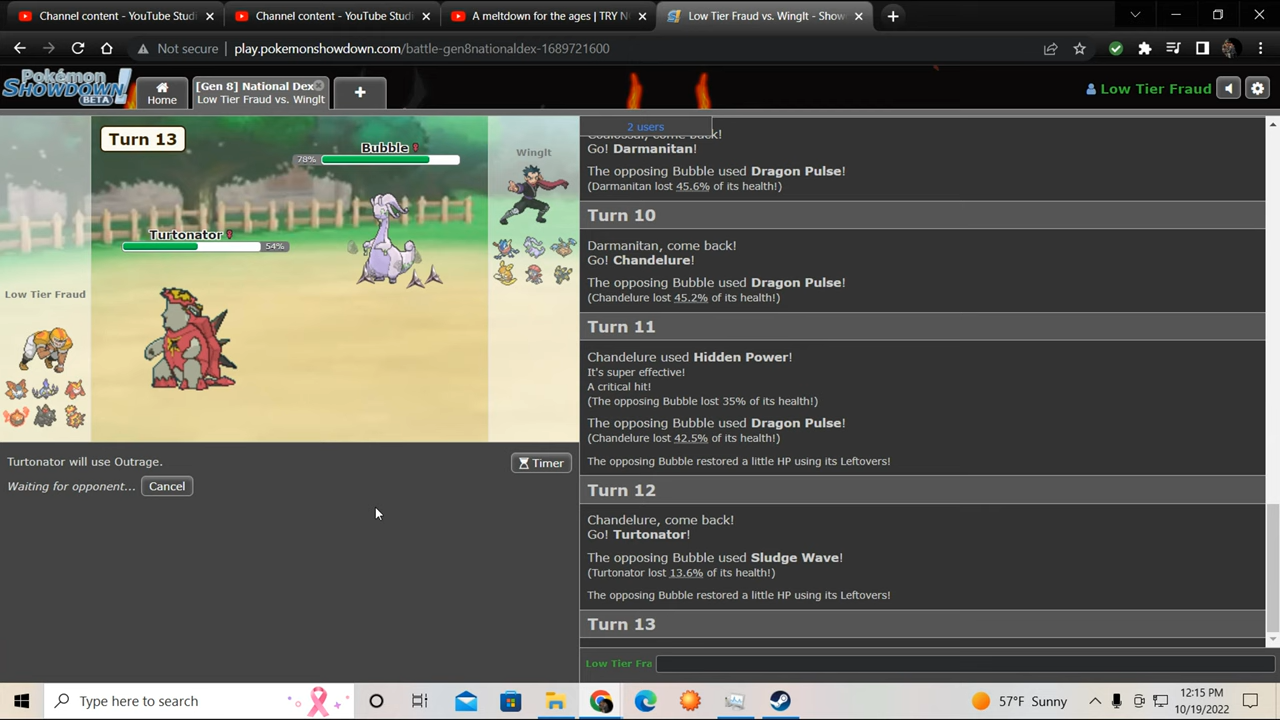 Channel content - YouTube Studi
Channel content - YouTube Studi
A meltdown for the ages | TRY N
Low Tier Fraud vs. WingIt - Show
Not secure
play.pokemonshowdown.com/battle-gen8nationaldex-1689721600
Pokémon
SHOWDOWN!
BETA
Home
[Gen 8] National Dex
Low Tier Fraud vs. WingIt
Low Tier Fraud
2 users
Turn 13
Bubble
78%
Turtonator
54%
WingIt
Low Tier Fraud
Turtonator will use Outrage.
Timer
Waiting for opponent...
Cancel
Coalossal, come back!
Go! Darmanitan!
The opposing Bubble used Dragon Pulse!
(Darmanitan lost 45.6% of its health!)
Turn 10
Darmanitan, come back!
Go! Chandelure!
The opposing Bubble used Dragon Pulse!
(Chandelure lost 45.2% of its health!)
Turn 11
Chandelure used Hidden Power!
It's super effective!
A critical hit!
(The opposing Bubble lost 35% of its health!)
The opposing Bubble used Dragon Pulse!
(Chandelure lost 42.5% of its health!)
The opposing Bubble restored a little HP using its Leftovers!
Turn 12
Chandelure, come back!
Go! Turtonator!
The opposing Bubble used Sludge Wave!
(Turtonator lost 13.6% of its health!)
The opposing Bubble restored a little HP using its Leftovers!
Turn 13
Low Tier Fra
Type here to search
57°F Sunny
12:15 PM
10/19/2022